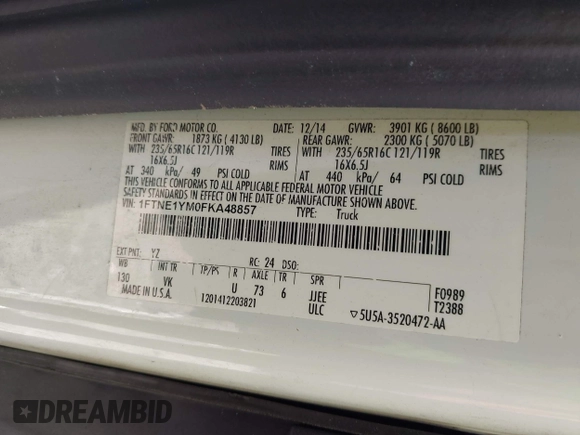 MFD. BY FORD MOTOR CO. 12/14 GVWR: 3901 KG ( 8600 LB)
FRONT GAWR: 1873 KG ( 4130 LB) REAR GAWR: 2300 KG ( 5070 LB)
WITH 235/65R16C 121/119R TIRES WITH 235/65R16C 121/119R TIRES
16X6.5J RIMS 16X6.5J RIMS
AT 340 kPa/ 49 PSI COLD AT 440 kPa/ 64 PSI COLD
THIS VEHICLE CONFORMS TO ALL APPLICABLE FEDERAL MOTOR VEHICLE
SAFETY STANDARDS IN EFFECT ON THE DATE OF MANUFACTURE SHOWN ABOVE.
VIN: 1FTNE1YM0FKA48857 TYPE: Truck
EXT PNT: YZ RC: 24 DSO:
WB INT TR TP/PS R AXLE TR SPR F0989
130 VK U 73 6 JJEE T2388
MADE IN U.S.A. 1201412203821 ULC ▽5U5A-3520472-AA
DREAMBID